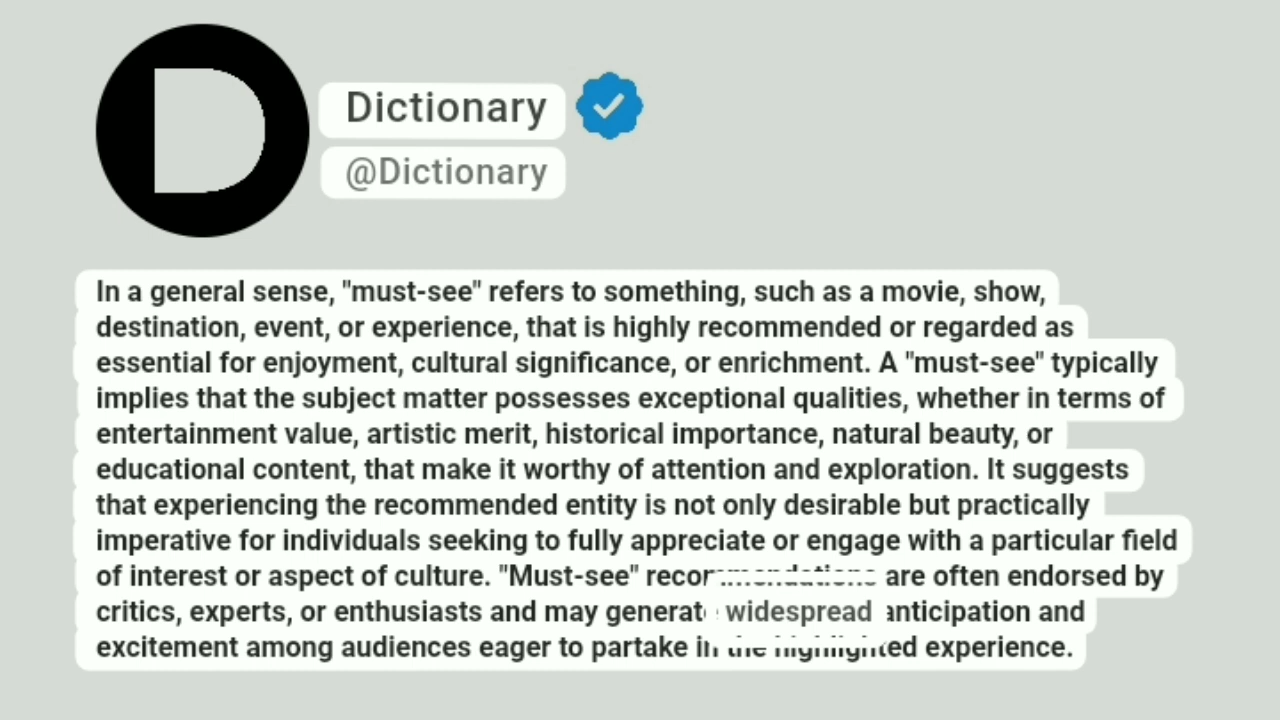 D
Dictionary
@Dictionary
In a general sense, "must-see" refers to something, such as a movie, show,
destination, event, or experience, that is highly recommended or regarded as
essential for enjoyment, cultural significance, or enrichment. A "must-see" typically
implies that the subject matter possesses exceptional qualities, whether in terms of
entertainment value, artistic merit, historical importance, natural beauty, or
educational content, that make it worthy of attention and exploration. It suggests
that experiencing the recommended entity is not only desirable but practically
imperative for individuals seeking to fully appreciate or engage with a particular field
of interest or aspect of culture. "Must-see" recommendations are often endorsed by
critics, experts, or enthusiasts and may generate widespread anticipation and
excitement among audiences eager to partake in the highlighted experience.